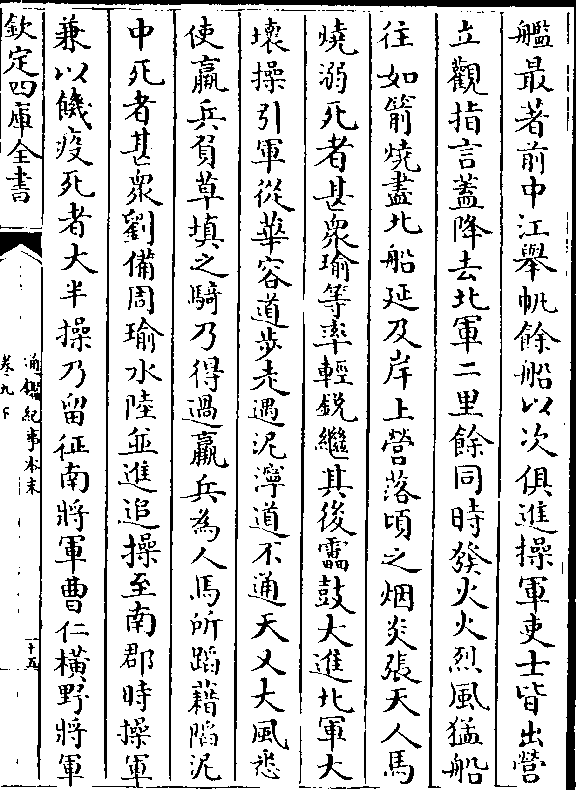 艦最著前中江舉帆餘船以次俱進操軍吏士皆出營
立觀指言蓋降去北軍二里餘同時發火火烈風猛船
往如箭燒盡北船延及岸上營落頃之烟炎張天人馬
燒溺死者甚衆瑜等率輕鋭繼其後靁鼓大進北軍大
壞操引軍從華容道步走遇泥濘道不通天又大風悉
使羸兵負草填之騎乃得過羸兵為人馬所蹈藉陷泥
中死者甚衆劉備周瑜水陸並進追操至南郡時操軍
兼以饑疫死者大半操乃留征南將軍曹仁橫野將軍
欽定四庫全書
通鑑紀事本末
卷九下
十五